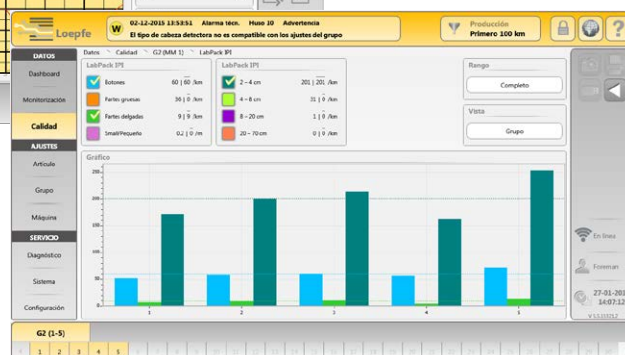 Loepfe
W
02-12-2015 13:53:51 Alarma técn. Huso 10 Advertencia
El tipo de cabeza detectora no es compatible con los ajustes del grupo
Producción
Primero 100 km
?
DATOS
Dashboard
Monitorización
Calidad
AJUSTES
Artículo
Grupo
Máquina
SERVICIO
Diagnóstico
Sistema
Configuración
Datos Calidad G2 (MM 1) LabPack IPI
LabPack IPI
Botones 60 | 60 /km
Partes gruesas 36 | 0 /km
Partes delgadas 9 | 9 /km
Small/Pequeño 0.2 | 0 /m
LabPack IPI
2 – 4 cm 201 | 201 /km
4 – 8 cm 31 | 0 /km
8 – 20 cm 1 | 0 /km
20 – 70 cm 0 | 0 /km
Rango
Completo
Vista
Grupo
Gráfico
250
200
150
100
50
0
1 2 3 4 5
En línea
Foreman
27-01-201
14:07:12
G2 (1-5)
1 2 3 4 5